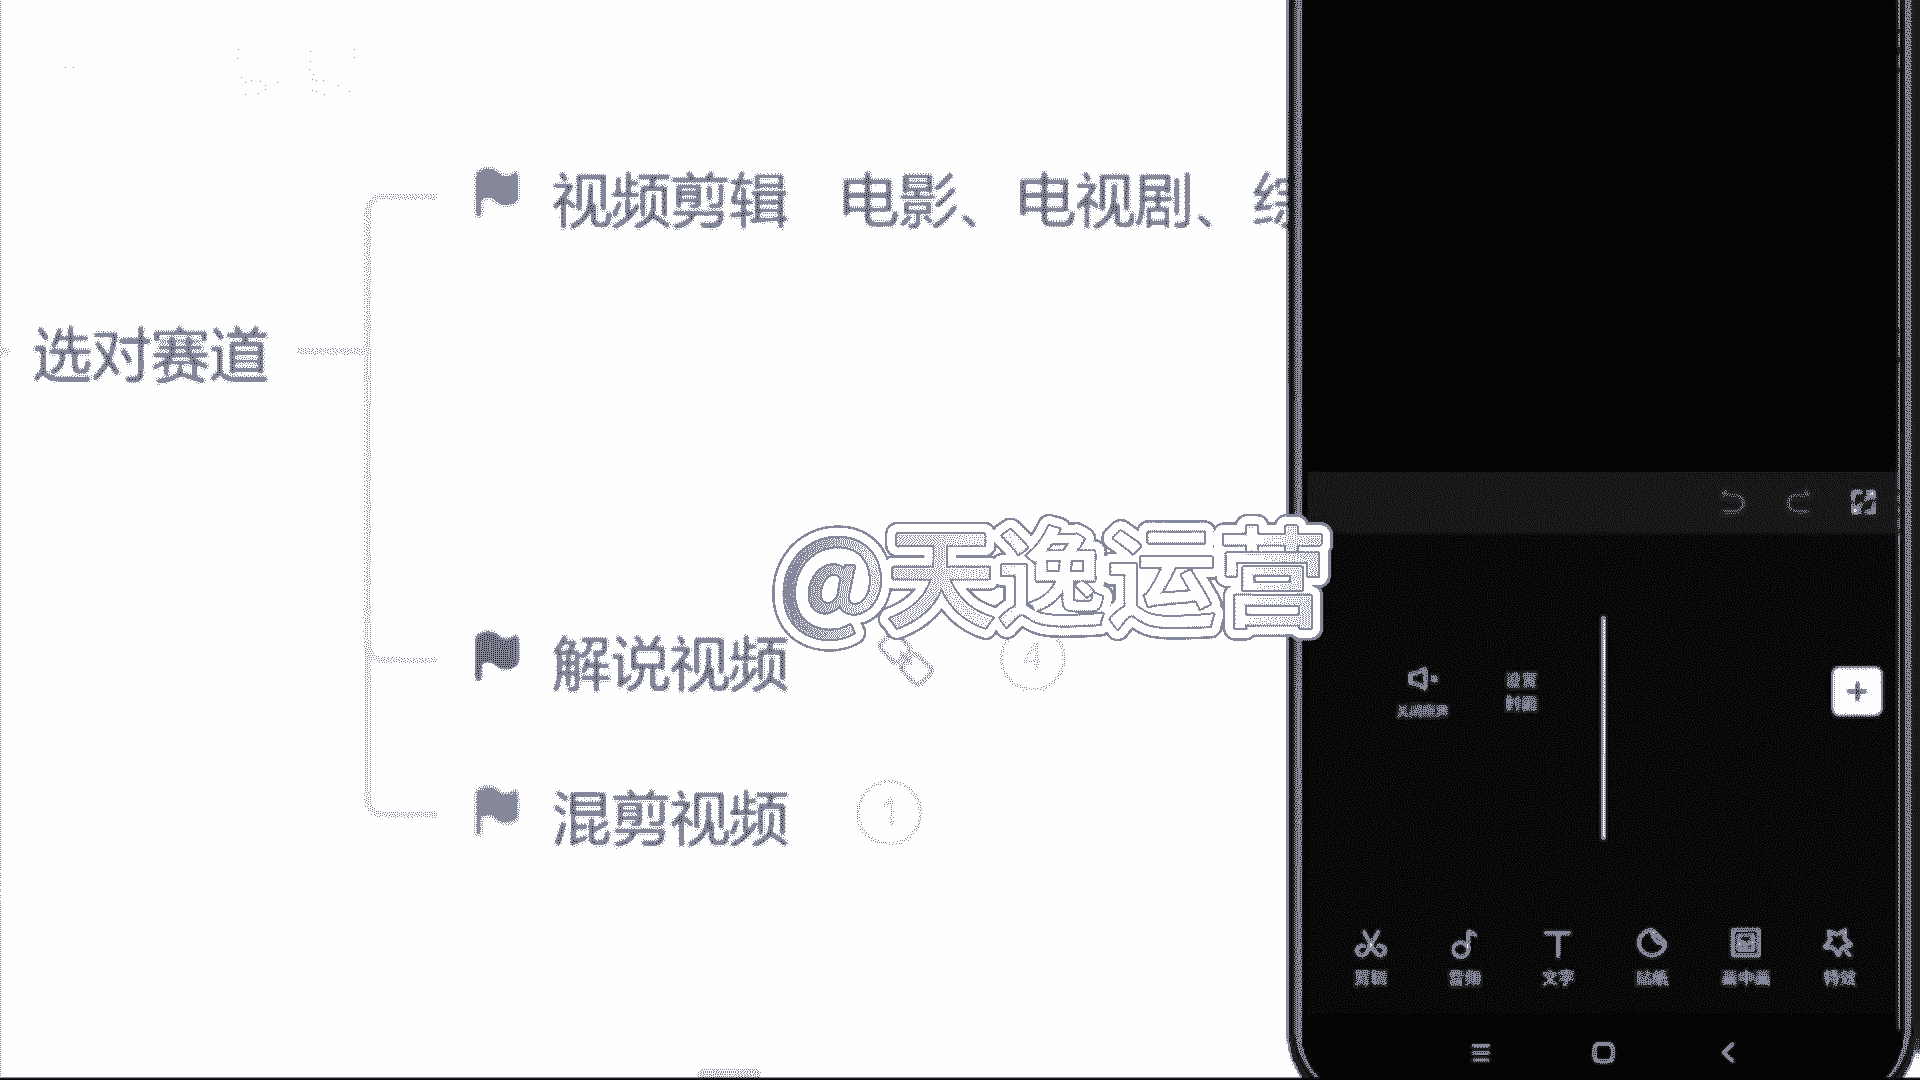 视频剪辑 电影、电视剧、综
选对赛道
@天逸运营
解说视频 4
混剪视频 1
关闭原声
设置
封面
剪辑 音频 文字 贴纸 画中画 特效